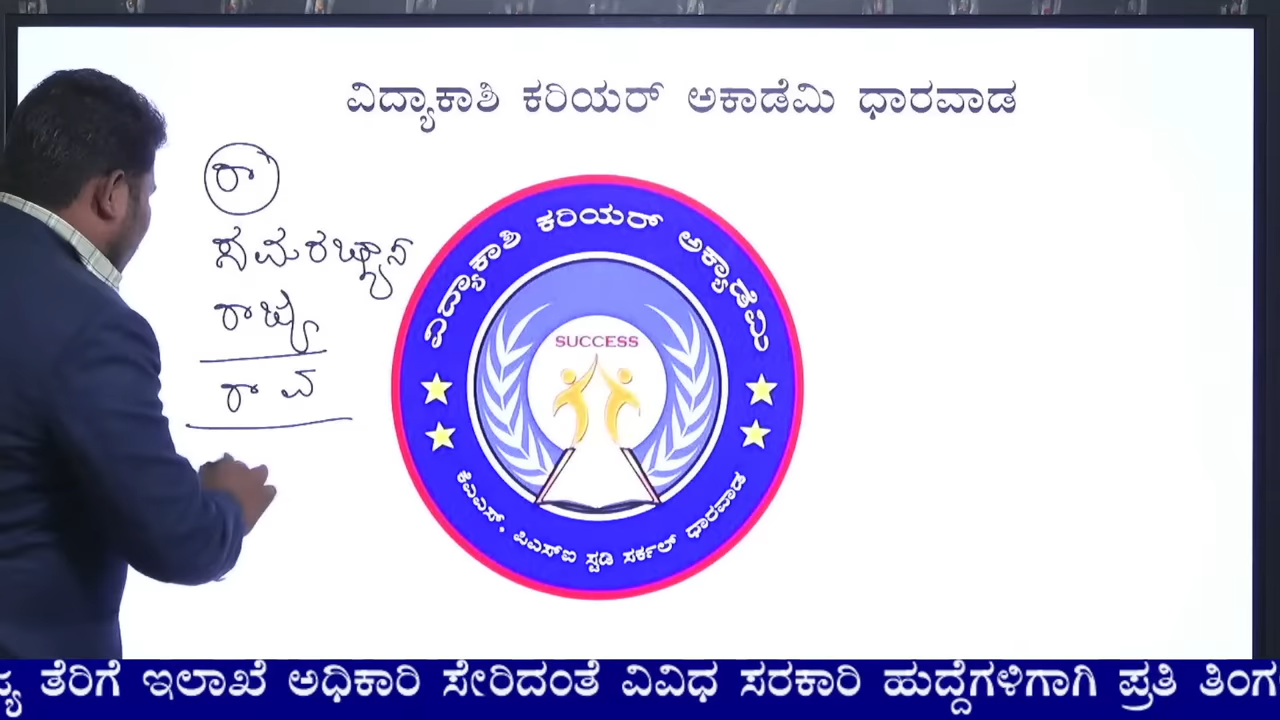 ವಿದ್ಯಾಕಾಶಿ ಕರಿಯರ್ ಅಕಾಡೆಮಿ ಧಾರವಾಡ
ರಾ
ರಾಜ್ಯ
ರಾವ
ವಿದ್ಯಾಕಾಶಿ ಕರಿಯರ್ ಅಕ್ಯಾಡೆಮಿ
SUCCESS
ಕೆಎಎಸ್, ಪಿಎಸ್ಐ ಸ್ಟಡಿ ಸರ್ಕಲ್ ಧಾರವಾಡ
ತೆರಿಗೆ ಇಲಾಖೆ ಅಧಿಕಾರಿ ಸೇರಿದಂತೆ ವಿವಿಧ ಸರಕಾರಿ ಹುದ್ದೆಗಳಿಗಾಗಿ ಪ್ರತಿ